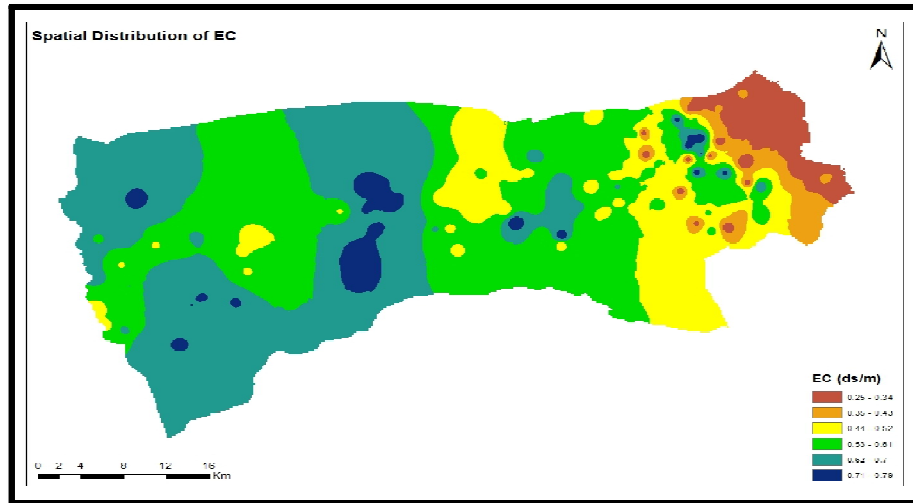 Spatial Distribution of EC
N
EC (ds/m)
0.25 - 0.34
0.35 - 0.43
0.44 - 0.52
0.53 - 0.61
0.62 - 0.7
0.71 - 0.79
0 2 4 8 12 16
Km